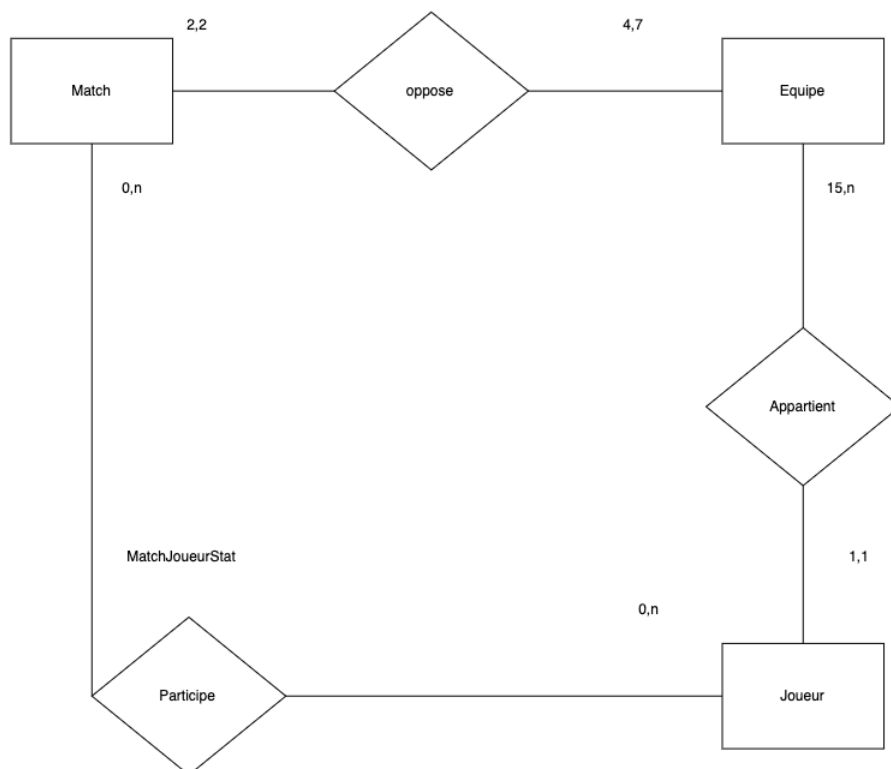 2,2
4,7
Match
oppose
Equipe
0,n
15,n
Appartient
MatchJoueurStat
1,1
0,n
Participe
Joueur